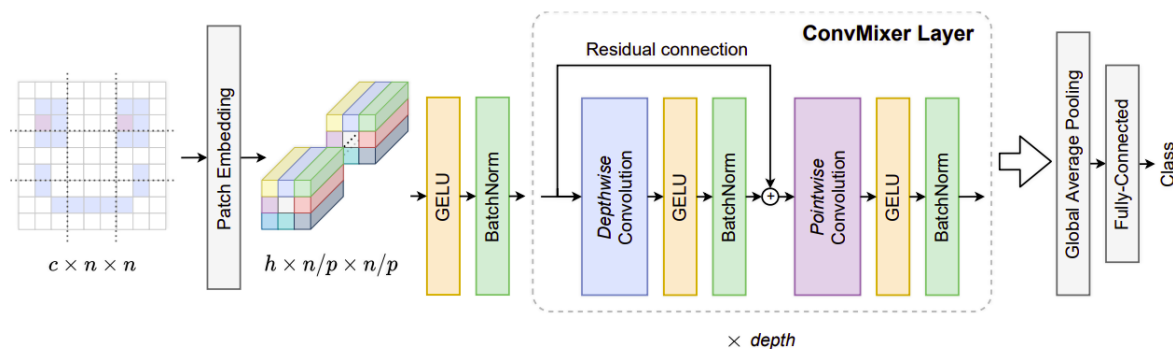 c × n × n
Patch Embedding
h × n/p × n/p
GELU
BatchNorm
ConvMixer Layer
Residual connection
Depthwise
Convolution
GELU
BatchNorm
+
Pointwise
Convolution
GELU
BatchNorm
× depth
Global Average Pooling
Fully-Connected
Class